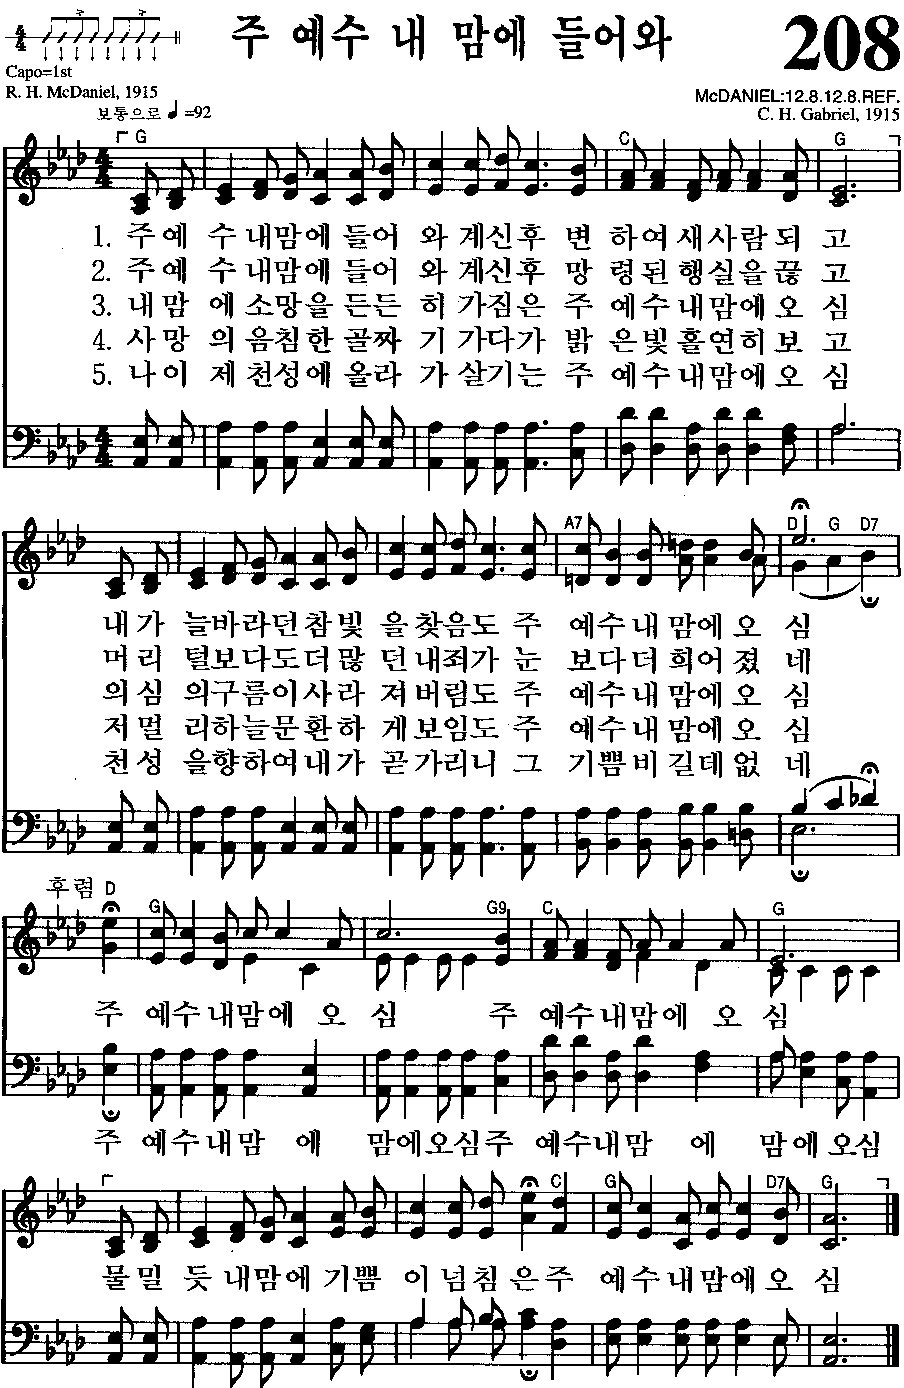 주 예수 내 맘에 들어와 208
4/4
Capo=1st
R. H. McDaniel, 1915
McDANIEL:12.8.12.8.REF.
보통으로 ♩=92
C. H. Gabriel, 1915
G C G
4/4
1. 주예 수내맘에들어 와계신후 변 하여새사람되 고
2. 주예 수내맘에들어 와계신후 망 령된행실을끊 고
3. 내맘 에소망을든든 히가짐은 주 예수내맘에오 심
4. 사망 의음침한골짜 기가다가 밝 은빛홀연히보 고
5. 나이 제천성에올라 가살기는 주 예수내맘에오 심
4/4
A7 D G D7
내가 늘바라던참빛 을찾음도 주 예수내맘에오 심
머리 털보다도더많 던내죄가 눈 보다더희어졌 네
의심 의구름이사라 져버림도 주 예수내맘에오 심
저멀 리하늘문환하 게보임도 주 예수내맘에오 심
천성 을향하여내가 곧가리니 그 기쁨비길데없 네
후렴 D G G9 C G
주 예수내맘에 오 심 주 예수내맘에 오 심
주 예수내맘 에 맘에오심주 예수내맘 에 맘에오심
C G D7 G
물밀 듯내맘에기쁨 이넘침은주 예수내맘에오 심